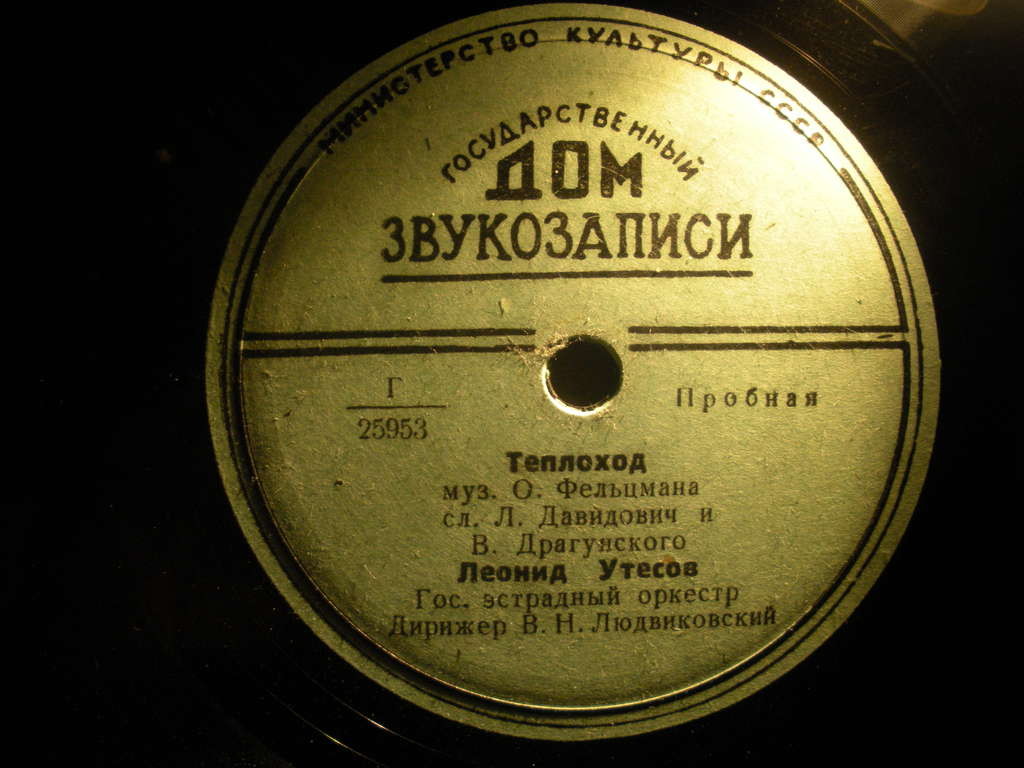 МИНИСТЕРСТВО КУЛЬТУРЫ СССР
ГОСУДАРСТВЕННЫЙ
ДОМ
ЗВУКОЗАПИСИ
Г
25953
Пробная
Теплоход
муз. О. Фельцмана
сл. Л. Давидович и
В. Драгунского
Леонид Утесов
Гос. эстрадный оркестр
Дирижер В. Н. Людвиковский